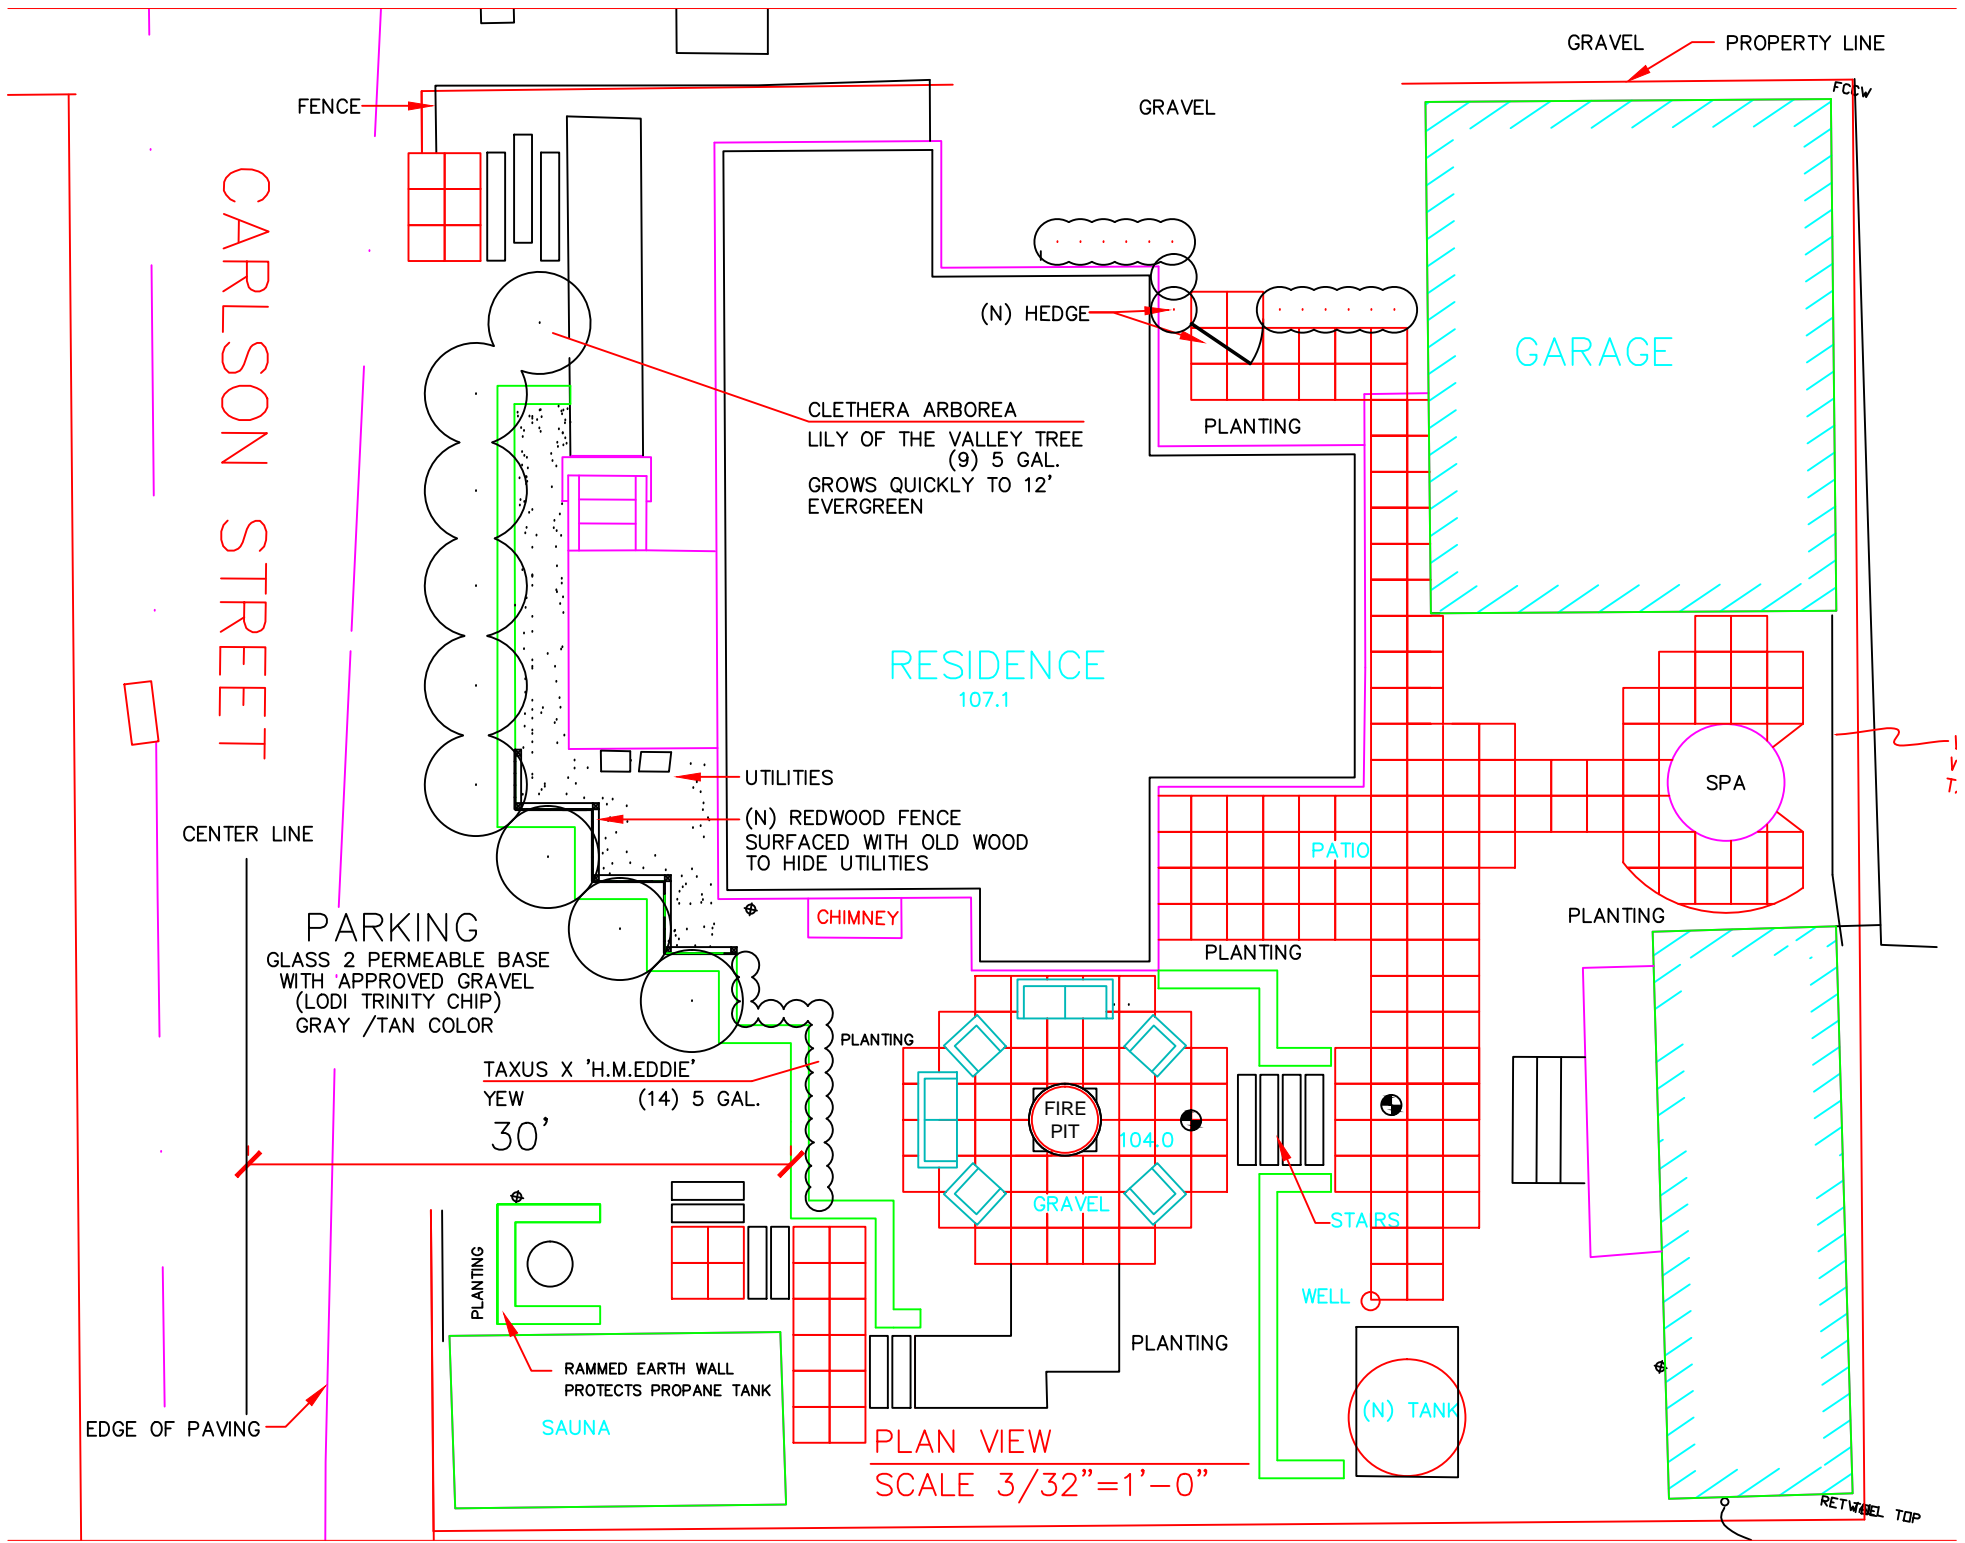 GRAVEL
PROPERTY LINE
FCCW
FENCE
GRAVEL
CARLSON STREET
(N) HEDGE
GARAGE
CLETHERA ARBOREA
LILY OF THE VALLEY TREE
(9) 5 GAL.
GROWS QUICKLY TO 12'
EVERGREEN
PLANTING
RESIDENCE
107.1
UTILITIES
SPA
(N) REDWOOD FENCE
SURFACED WITH OLD WOOD
TO HIDE UTILITIES
CENTER LINE
PATIO
CHIMNEY
PLANTING
PARKING
GLASS 2 PERMEABLE BASE
WITH APPROVED GRAVEL
(LODI TRINITY CHIP)
GRAY /TAN COLOR
PLANTING
PLANTING
TAXUS X 'H.M.EDDIE'
YEW (14) 5 GAL.
30'
FIRE
PIT
104.0
GRAVEL
STAIRS
PLANTING
WELL
PLANTING
RAMMED EARTH WALL
PROTECTS PROPANE TANK
EDGE OF PAVING
SAUNA
(N) TANK
PLAN VIEW
SCALE 3/32"=1'-0"
TOP